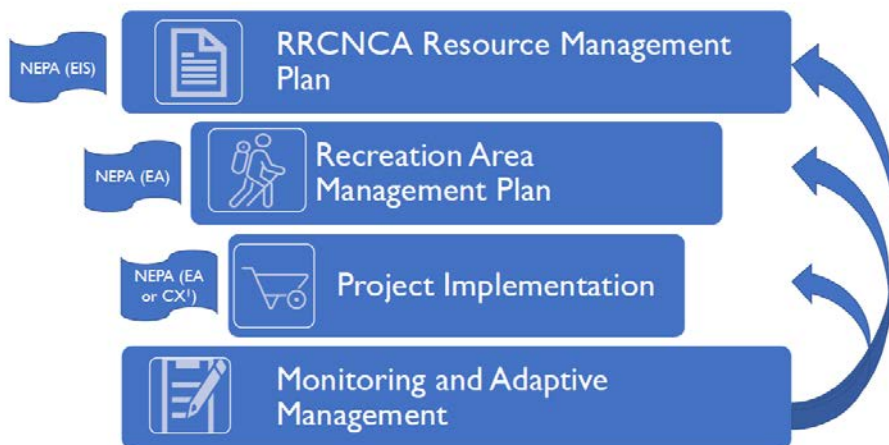 NEPA (EIS)
RRCNCA Resource Management
Plan
NEPA (EA)
Recreation Area
Management Plan
NEPA (EA
or CX¹)
Project Implementation
Monitoring and Adaptive
Management